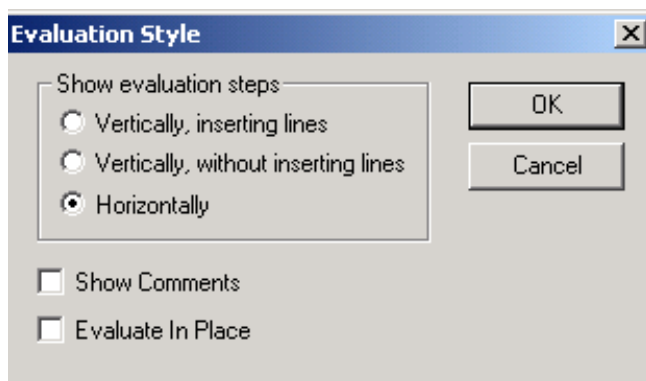 Evaluation Style
Show evaluation steps
Vertically, inserting lines
Vertically, without inserting lines
Horizontally
OK
Cancel
Show Comments
Evaluate In Place